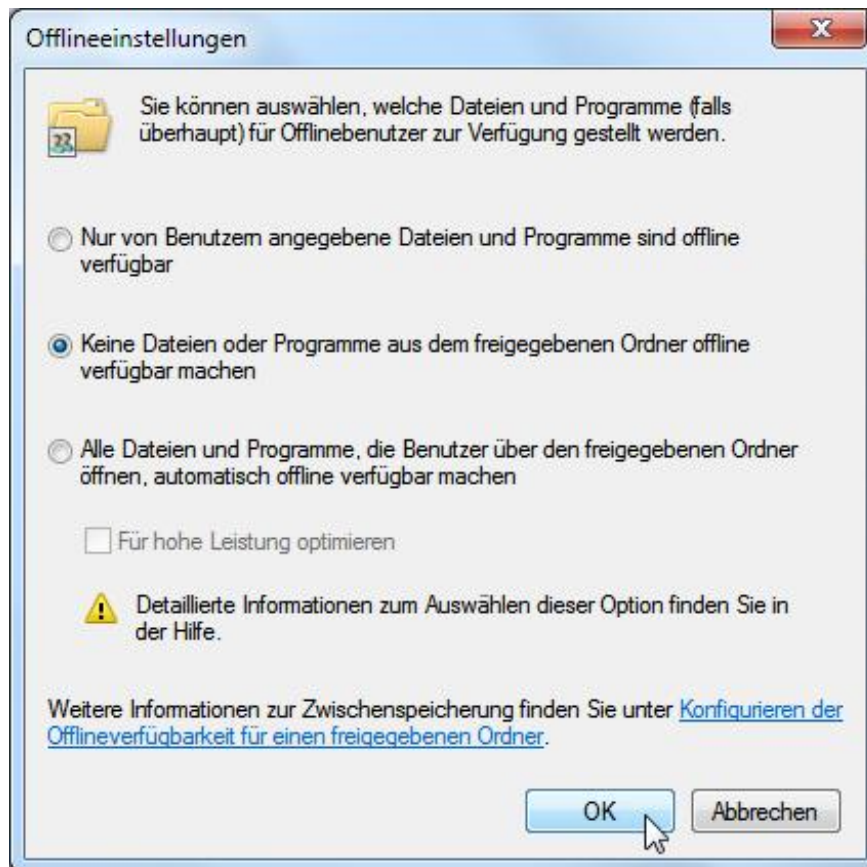 Offlineeinstellungen
Sie können auswählen, welche Dateien und Programme (falls
überhaupt) für Offlinebenutzer zur Verfügung gestellt werden.
Nur von Benutzern angegebene Dateien und Programme sind offline
verfügbar
Keine Dateien oder Programme aus dem freigegebenen Ordner offline
verfügbar machen
Alle Dateien und Programme, die Benutzer über den freigegebenen Ordner
öffnen, automatisch offline verfügbar machen
Für hohe Leistung optimieren
Detaillierte Informationen zum Auswählen dieser Option finden Sie in
der Hilfe.
Weitere Informationen zur Zwischenspeicherung finden Sie unter Konfigurieren der
Offlineverfügbarkeit für einen freigegebenen Ordner.
OK Abbrechen